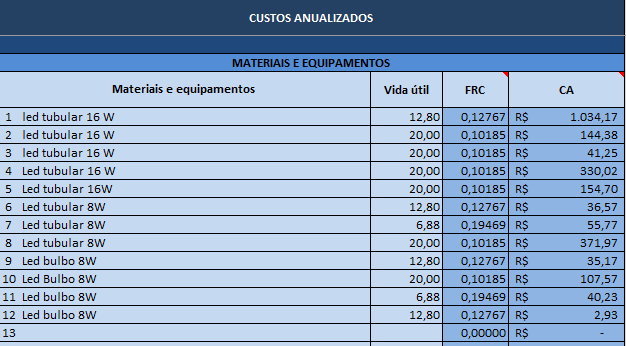 CUSTOS ANUALIZADOS
MATERIAIS E EQUIPAMENTOS
Materiais e equipamentos Vida útil FRC CA
1 led tubular 16 W 12,80 0,12767 R$ 1.034,17
2 led tubular 16 W 20,00 0,10185 R$ 144,38
3 led tubular 16 W 20,00 0,10185 R$ 41,25
4 Led tubular 16W 20,00 0,10185 R$ 330,02
5 Led tubular 16W 20,00 0,10185 R$ 154,70
6 Led tubular 8W 12,80 0,12767 R$ 36,57
7 Led tubular 8W 6,88 0,19469 R$ 55,77
8 Led tubular 8W 20,00 0,10185 R$ 371,97
9 Led bulbo 8W 12,80 0,12767 R$ 35,17
10 Led Bulbo 8W 20,00 0,10185 R$ 107,57
11 Led bulbo 8W 6,88 0,19469 R$ 40,23
12 Led bulbo 8W 12,80 0,12767 R$ 2,93
13 0,00000 R$ -